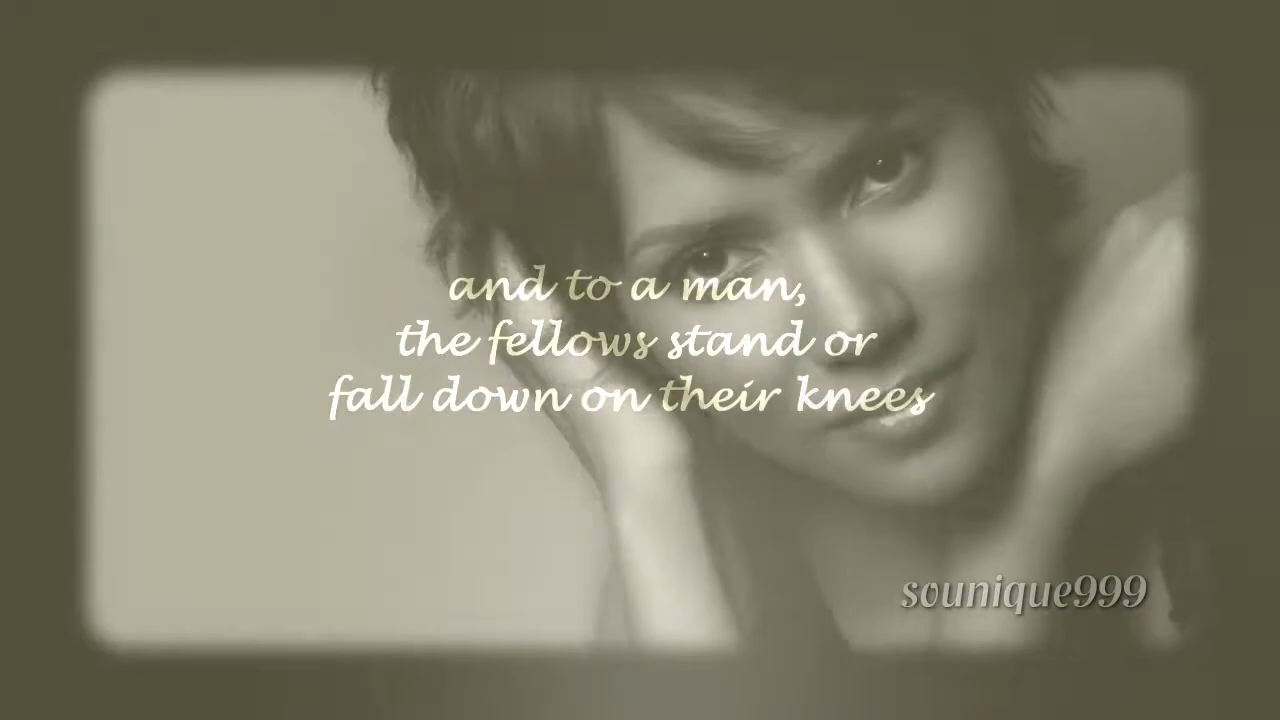 and to a man,
the fellows stand or
fall down on their knees
sounique999